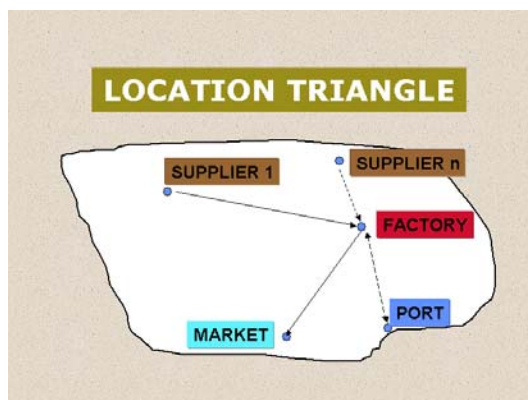 LOCATION TRIANGLE
SUPPLIER 1
SUPPLIER n
FACTORY
PORT
MARKET